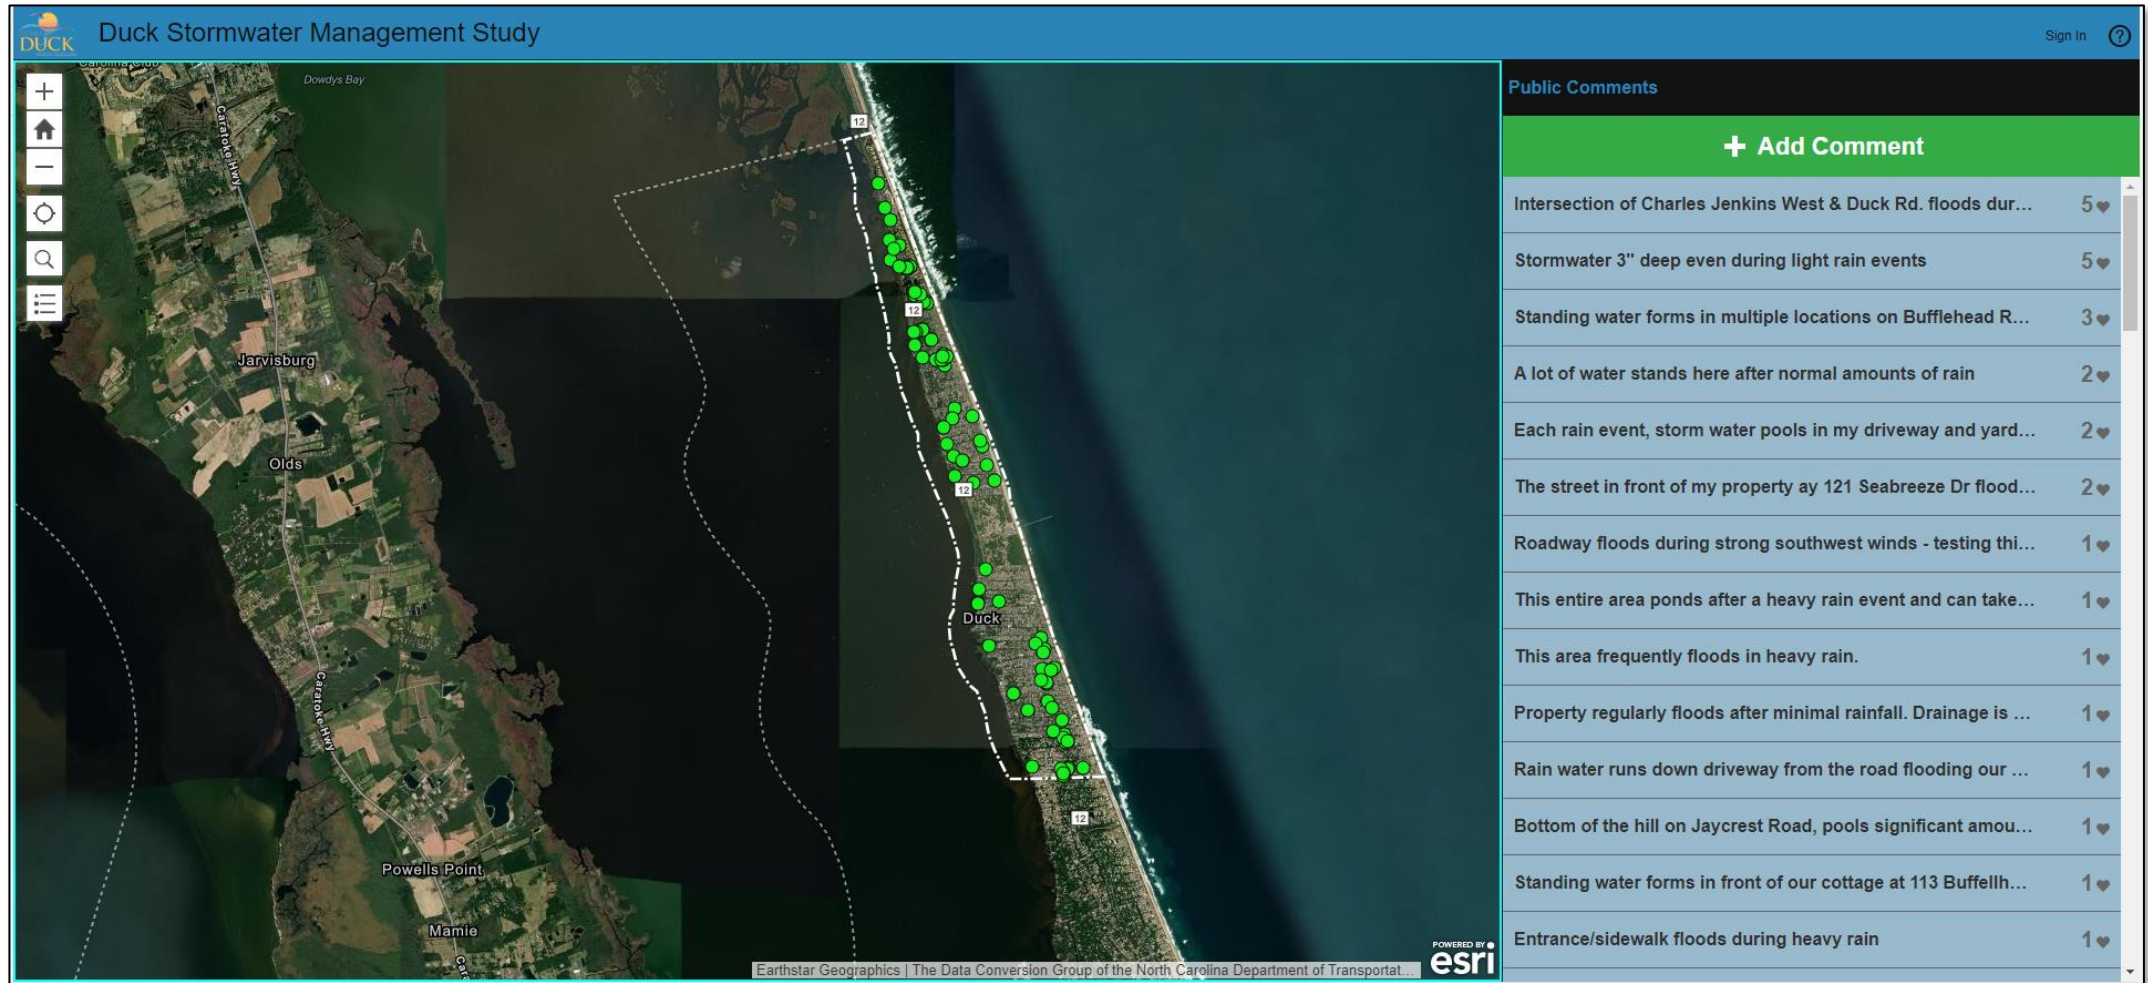 DUCK
Duck Stormwater Management Study
Sign In
Carolina Club
Dowdys Bay
Caratoke Hwy
12
12
Jarvisburg
Olds
12
Duck
Caratoke Hwy
12
Powells Point
Mamie
Cara
POWERED BY
esri
Earthstar Geographics | The Data Conversion Group of the North Carolina Department of Transportat...
Public Comments
+ Add Comment
Intersection of Charles Jenkins West & Duck Rd. floods dur... 5
Stormwater 3" deep even during light rain events 5
Standing water forms in multiple locations on Bufflehead R... 3
A lot of water stands here after normal amounts of rain 2
Each rain event, storm water pools in my driveway and yard... 2
The street in front of my property ay 121 Seabreeze Dr flood... 2
Roadway floods during strong southwest winds - testing thi... 1
This entire area ponds after a heavy rain event and can take... 1
This area frequently floods in heavy rain. 1
Property regularly floods after minimal rainfall. Drainage is ... 1
Rain water runs down driveway from the road flooding our ... 1
Bottom of the hill on Jaycrest Road, pools significant amou... 1
Standing water forms in front of our cottage at 113 Buffellh... 1
Entrance/sidewalk floods during heavy rain 1